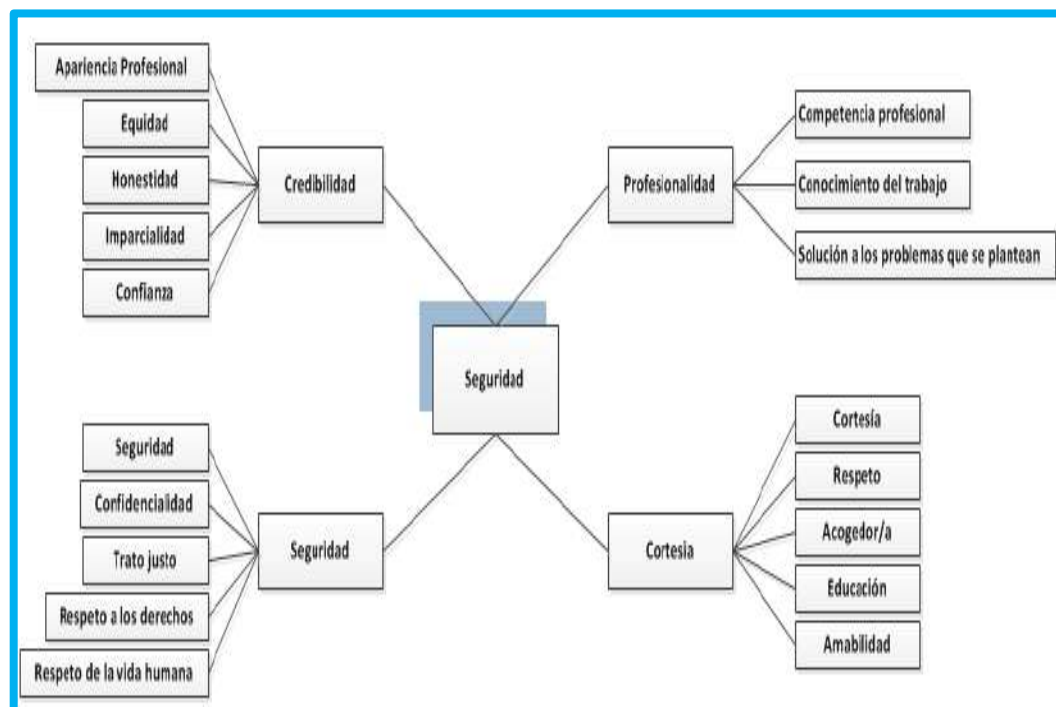 Apariencia Profesional
Equidad
Honestidad
Imparcialidad
Confianza
Credibilidad
Profesionalidad
Competencia profesional
Conocimiento del trabajo
Solución a los problemas que se plantean
Seguridad
Seguridad
Confidencialidad
Trato justo
Respeto a los derechos
Respeto de la vida humana
Seguridad
Cortesia
Cortesía
Respeto
Acogedor/a
Educación
Amabilidad